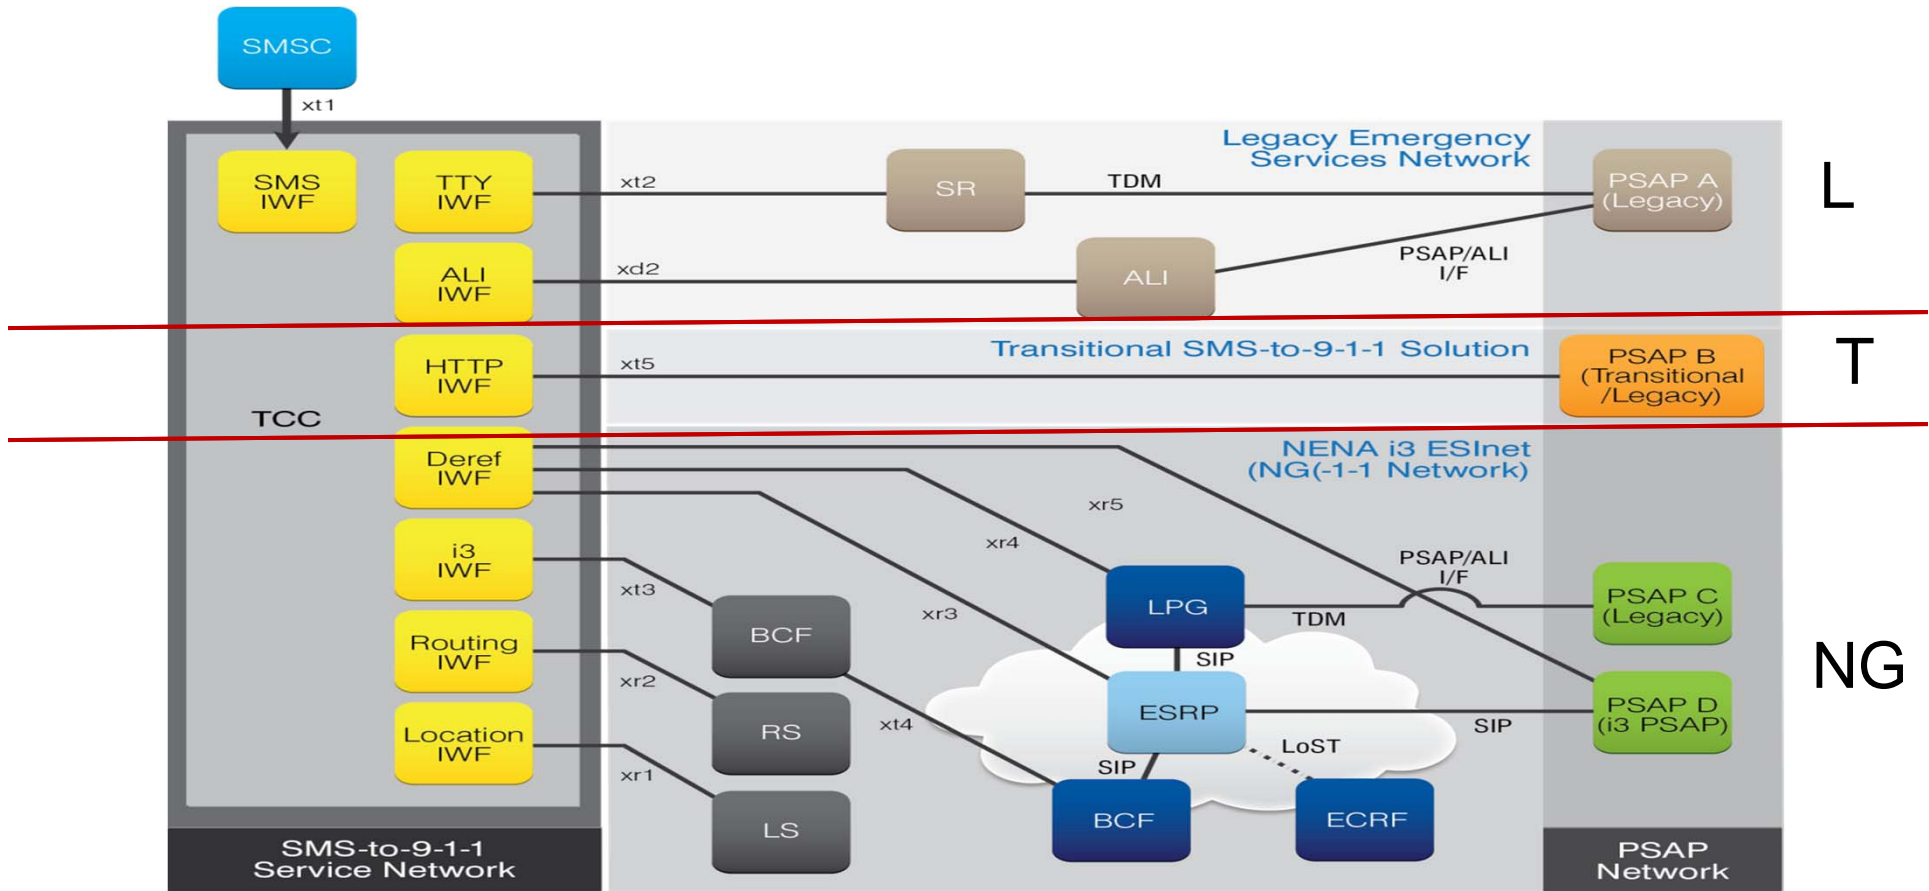 SMSC
xt1
Legacy Emergency
Services Network
SMS
IWF
TTY
IWF
xt2
SR
TDM
PSAP A
(Legacy)
L
ALI
IWF
xd2
ALI
PSAP/ALI
I/F
HTTP
IWF
xt5
Transitional SMS-to-9-1-1 Solution
PSAP B
(Transitional
/Legacy)
T
TCC
Deref
IWF
NENA i3 ESInet
(NG(-1-1 Network)
xr5
xr4
xr3
i3
IWF
xt3
BCF
LPG
TDM
PSAP/ALI
I/F
PSAP C
(Legacy)
SIP
NG
Routing
IWF
xr2
RS
xt4
ESRP
SIP
PSAP D
(i3 PSAP)
Location
IWF
xr1
LS
SIP
LoST
BCF
ECRF
SMS-to-9-1-1
Service Network
PSAP
Network